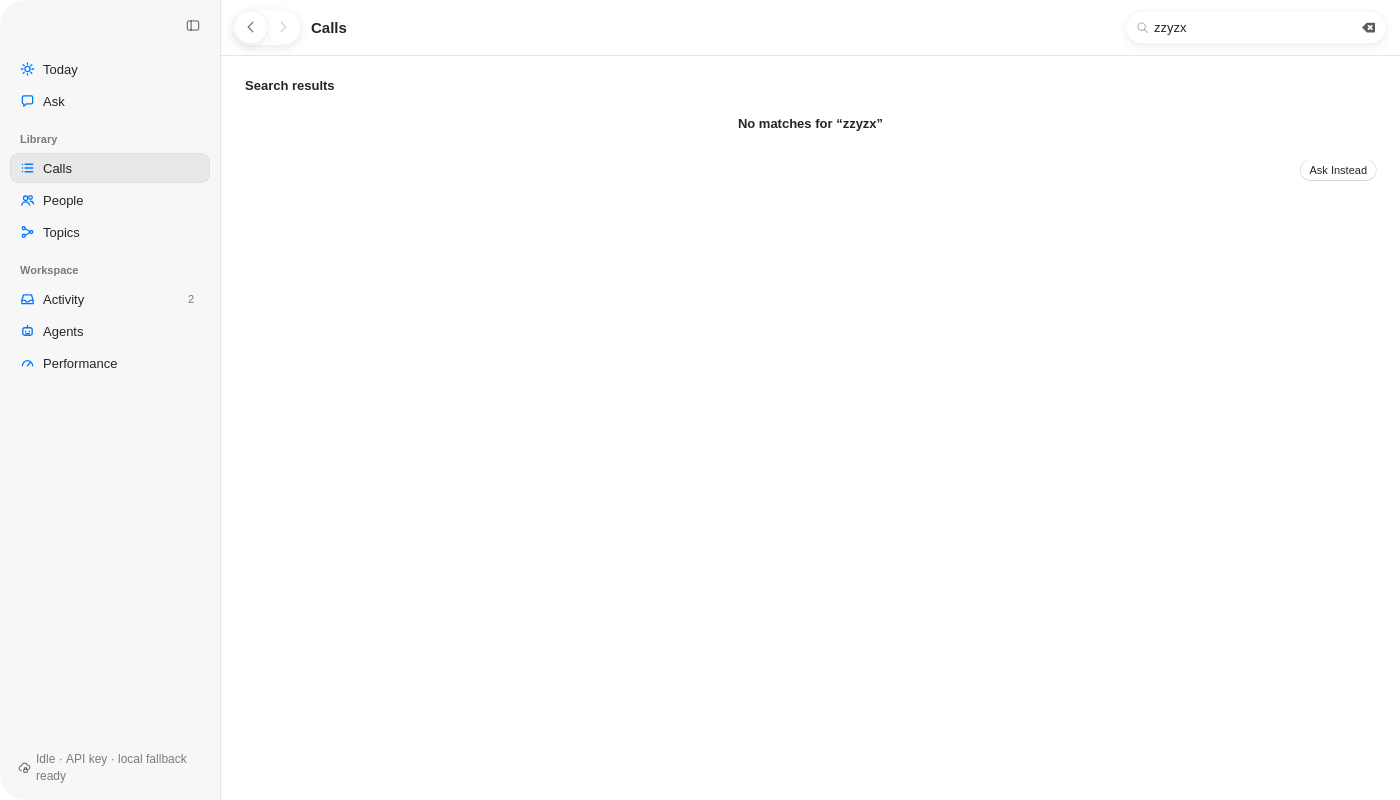 Today
Ask
Library
Calls
People
Topics
Workspace
Activity 2
Agents
Performance
Idle · API key · local fallback
ready
Calls
zzyzx
Search results
No matches for “zzyzx”
Ask Instead